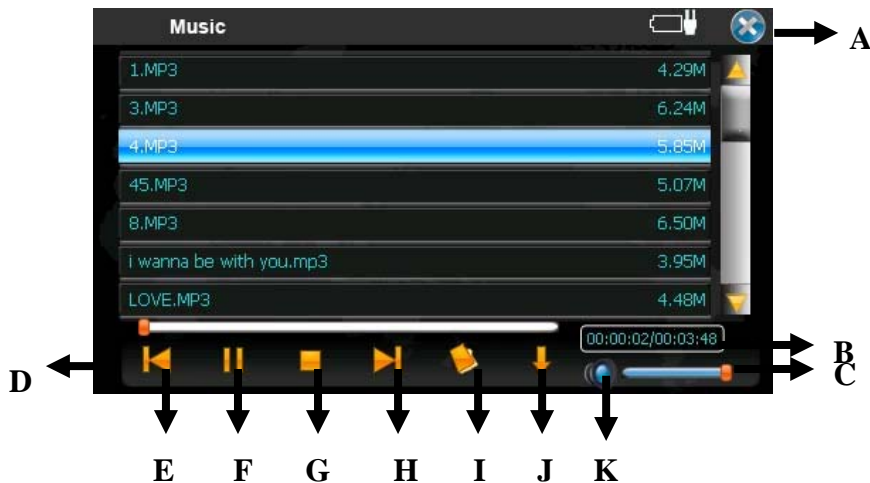 Music
A
1.MP3 4.29M
3.MP3 6.24M
4.MP3 5.85M
45.MP3 5.07M
8.MP3 6.50M
i wanna be with you.mp3 3.95M
LOVE.MP3 4.48M
00:00:02/00:03:48
B
C
D
E F G H I J K